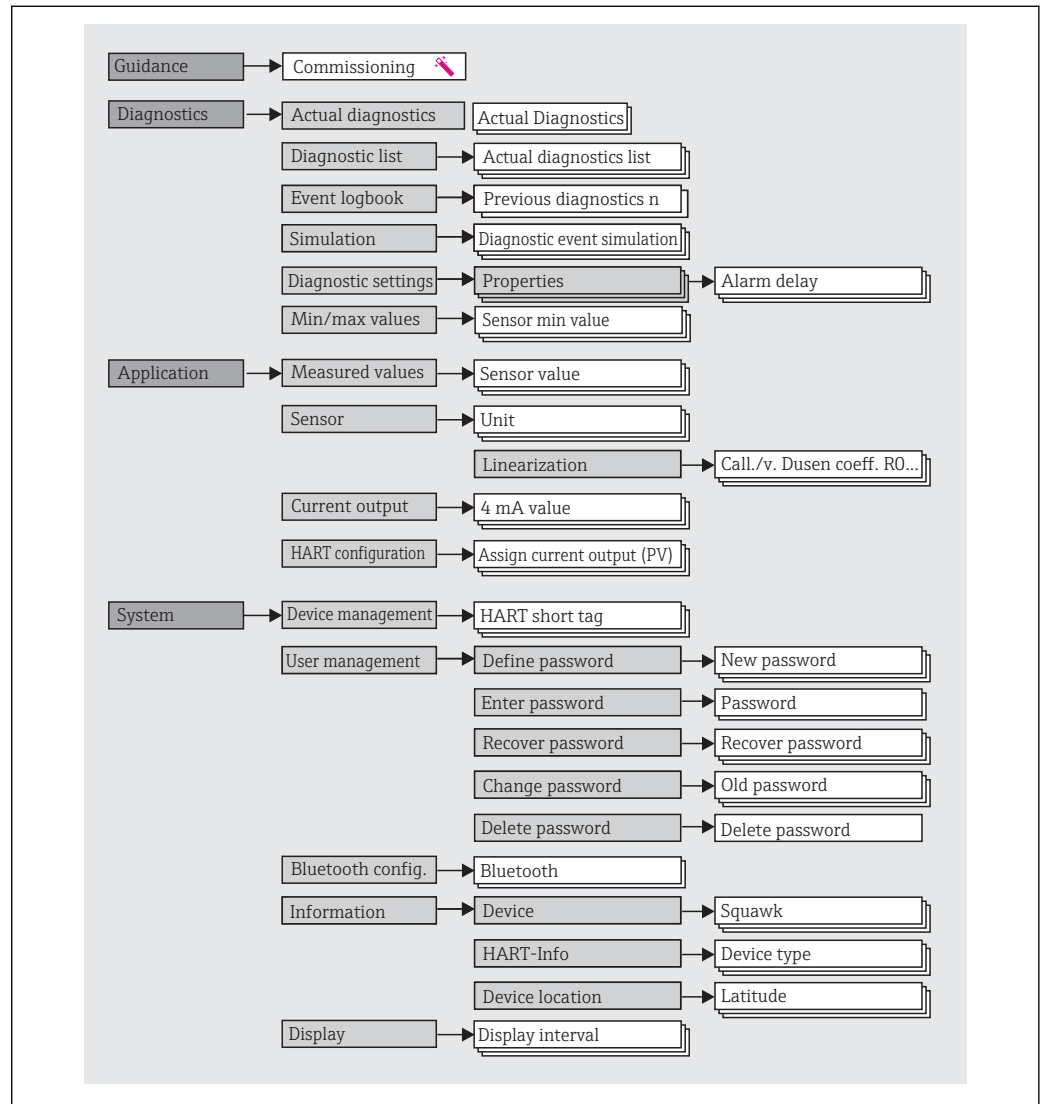 Guidance Commissioning
Diagnostics Actual diagnostics Actual Diagnostics
Diagnostic list Actual diagnostics list
Event logbook Previous diagnostics n
Simulation Diagnostic event simulation
Diagnostic settings Properties Alarm delay
Min/max values Sensor min value
Application Measured values Sensor value
Sensor Unit
Linearization Call./v. Dusen coeff. R0...
Current output 4 mA value
HART configuration Assign current output (PV)
System Device management HART short tag
User management Define password New password
Enter password Password
Recover password Recover password
Change password Old password
Delete password Delete password
Bluetooth config. Bluetooth
Information Device Squawk
HART-Info Device type
Device location Latitude
Display Display interval